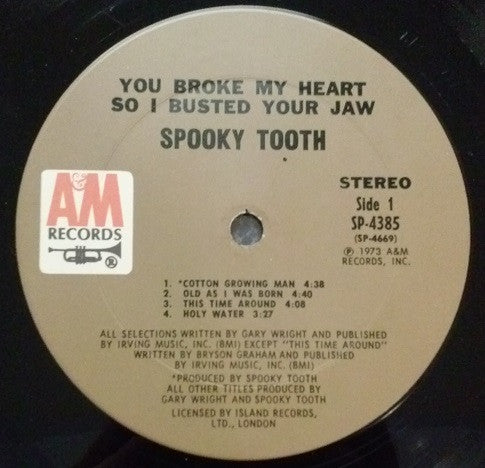 YOU BROKE MY HEART
SO I BUSTED YOUR JAW
SPOOKY TOOTH
A&M
RECORDS
®
STEREO
Side 1
SP-4385
(SP-4669)
℗ 1973 A&M
RECORDS, INC.
1. *COTTON GROWING MAN 4:38
2. OLD AS I WAS BORN 4:40
3. THIS TIME AROUND 4:08
4. HOLY WATER 3:27
ALL SELECTIONS WRITTEN BY GARY WRIGHT AND PUBLISHED
BY IRVING MUSIC, INC. (BMI) EXCEPT "THIS TIME AROUND"
WRITTEN BY BRYSON GRAHAM AND PUBLISHED
BY IRVING MUSIC, INC. (BMI)
*PRODUCED BY SPOOKY TOOTH
ALL OTHER TITLES PRODUCED BY
GARY WRIGHT AND SPOOKY TOOTH
LICENSED BY ISLAND RECORDS,
LTD., LONDON